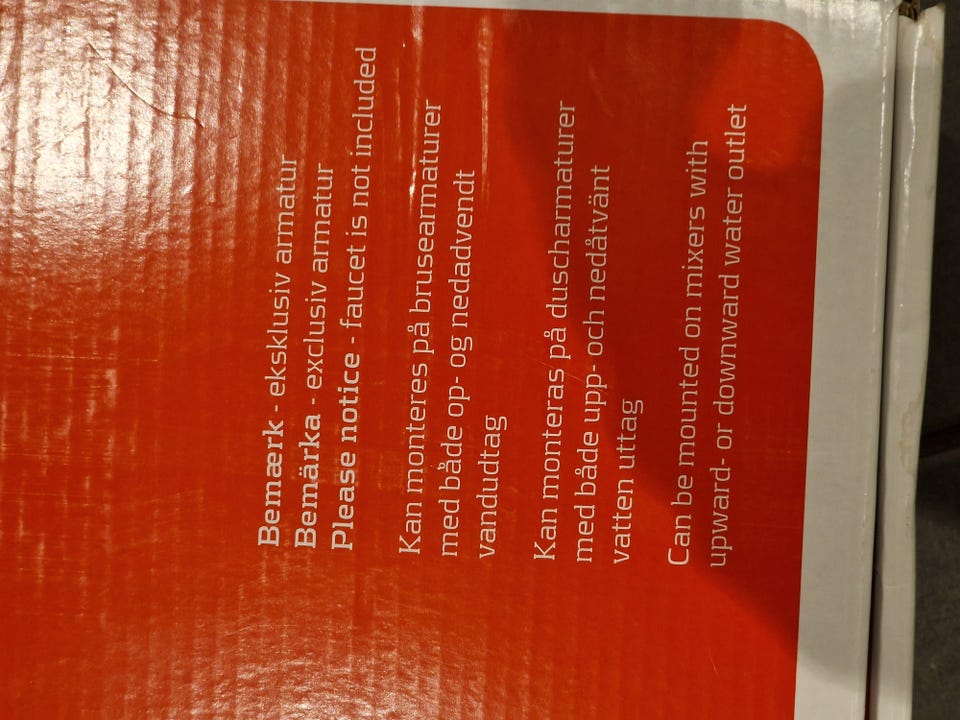 Bemærk - eksklusiv armatur
Bemärka - exclusiv armatur
Please notice - faucet is not included
Kan monteres på brusearmaturer
med både op- og nedadvendt
vandudtag
Kan monteras på duscharmaturer
med både upp- och nedåtvänt
vatten uttag
Can be mounted on mixers with
upward- or downward water outlet